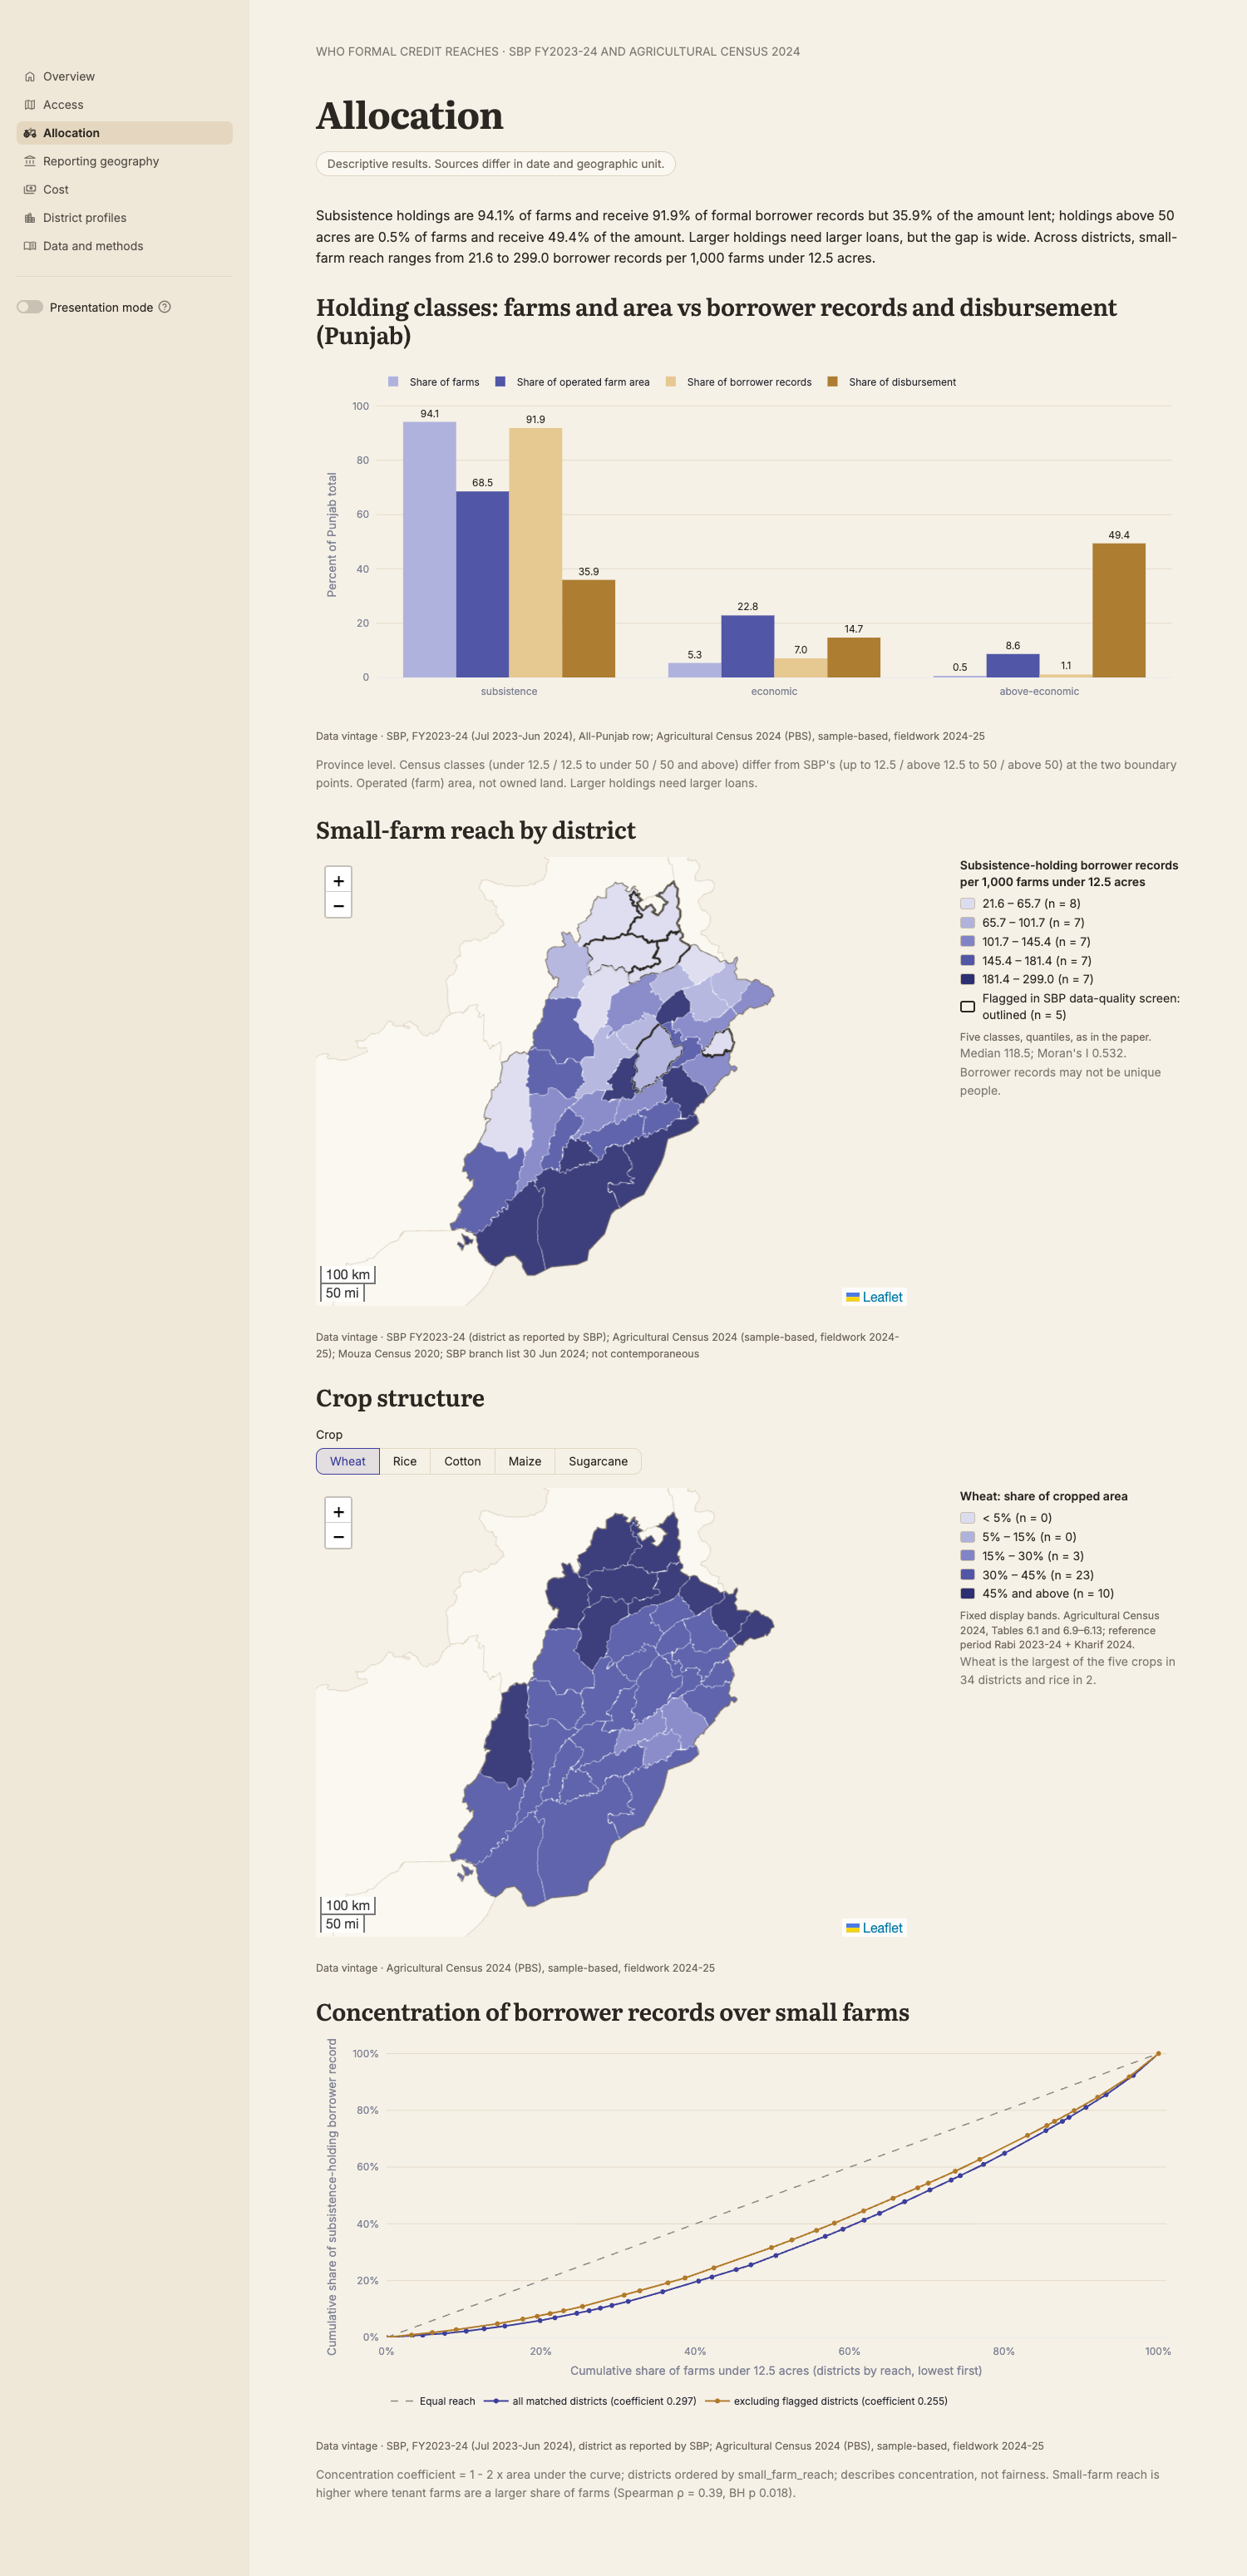 WHO FORMAL CREDIT REACHES · SBP FY2023-24 AND AGRICULTURAL CENSUS 2024
Overview
Access
Allocation
Reporting geography
Cost
District profiles
Data and methods
Presentation mode
Allocation
Descriptive results. Sources differ in date and geographic unit.
Subsistence holdings are 94.1% of farms and receive 91.9% of formal borrower records but 35.9% of the amount lent; holdings above 50
acres are 0.5% of farms and receive 49.4% of the amount. Larger holdings need larger loans, but the gap is wide. Across districts, small-
farm reach ranges from 21.6 to 299.0 borrower records per 1,000 farms under 12.5 acres.
Holding classes: farms and area vs borrower records and disbursement
(Punjab)
Share of farms
Share of operated farm area
Share of borrower records
Share of disbursement
Percent of Punjab total
100
80
60
40
20
0
94.1
68.5
91.9
35.9
5.3
22.8
7.0
14.7
0.5
8.6
1.1
49.4
subsistence
economic
above-economic
Data vintage · SBP, FY2023-24 (Jul 2023-Jun 2024), All-Punjab row; Agricultural Census 2024 (PBS), sample-based, fieldwork 2024-25
Province level. Census classes (under 12.5 / 12.5 to under 50 / 50 and above) differ from SBP's (up to 12.5 / above 12.5 to 50 / above 50) at the two boundary
points. Operated (farm) area, not owned land. Larger holdings need larger loans.
Small-farm reach by district
+
−
100 km
50 mi
Leaflet
Subsistence-holding borrower records
per 1,000 farms under 12.5 acres
21.6 – 65.7 (n = 8)
65.7 – 101.7 (n = 7)
101.7 – 145.4 (n = 7)
145.4 – 181.4 (n = 7)
181.4 – 299.0 (n = 7)
Flagged in SBP data-quality screen:
outlined (n = 5)
Five classes, quantiles, as in the paper.
Median 118.5; Moran's I 0.532.
Borrower records may not be unique
people.
Data vintage · SBP FY2023-24 (district as reported by SBP); Agricultural Census 2024 (sample-based, fieldwork 2024-
25); Mouza Census 2020; SBP branch list 30 Jun 2024; not contemporaneous
Crop structure
Crop
Wheat
Rice
Cotton
Maize
Sugarcane
+
−
100 km
50 mi
Leaflet
Wheat: share of cropped area
< 5% (n = 0)
5% – 15% (n = 0)
15% – 30% (n = 3)
30% – 45% (n = 23)
45% and above (n = 10)
Fixed display bands. Agricultural Census
2024, Tables 6.1 and 6.9–6.13; reference
period Rabi 2023-24 + Kharif 2024.
Wheat is the largest of the five crops in
34 districts and rice in 2.
Data vintage · Agricultural Census 2024 (PBS), sample-based, fieldwork 2024-25
Concentration of borrower records over small farms
Cumulative share of subsistence-holding borrower record
100%
80%
60%
40%
20%
0%
0%
20%
40%
60%
80%
100%
Cumulative share of farms under 12.5 acres (districts by reach, lowest first)
Equal reach
all matched districts (coefficient 0.297)
excluding flagged districts (coefficient 0.255)
Data vintage · SBP, FY2023-24 (Jul 2023-Jun 2024), district as reported by SBP; Agricultural Census 2024 (PBS), sample-based, fieldwork 2024-25
Concentration coefficient = 1 - 2 x area under the curve; districts ordered by small_farm_reach; describes concentration, not fairness. Small-farm reach is
higher where tenant farms are a larger share of farms (Spearman ρ = 0.39, BH p 0.018).